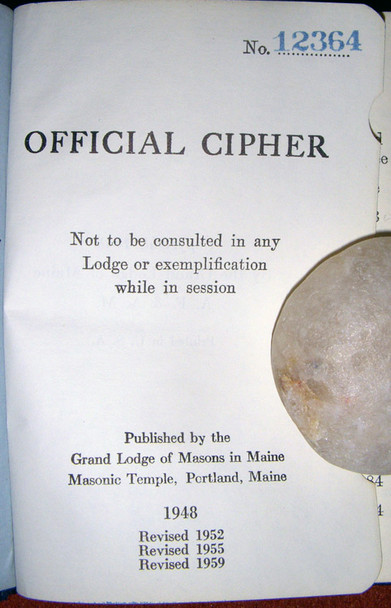 No. 12364
OFFICIAL CIPHER
Not to be consulted in any
Lodge or exemplification
while in session
Published by the
Grand Lodge of Masons in Maine
Masonic Temple, Portland, Maine
1948
Revised 1952
Revised 1955
Revised 1959